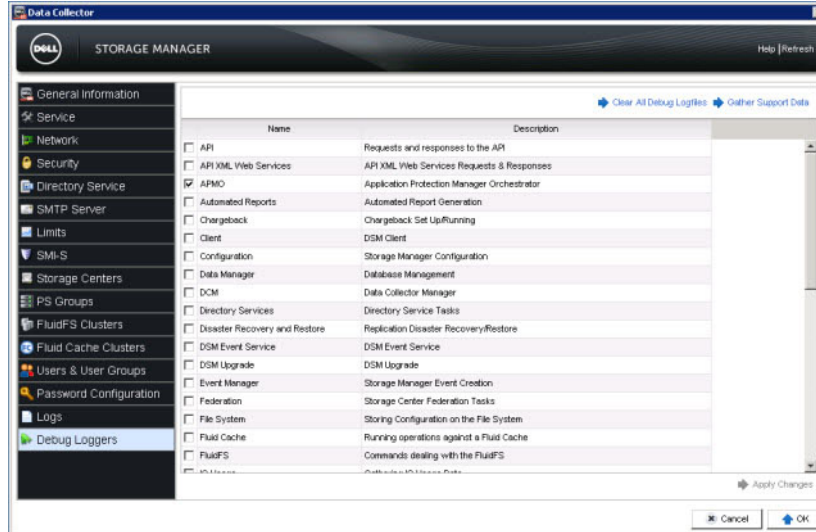 Data Collector
DELL
STORAGE MANAGER
Help | Refresh
General Information
Service
Network
Security
Directory Service
SMTP Server
Limits
SMI-S
Storage Centers
PS Groups
FluidFS Clusters
Fluid Cache Clusters
Users & User Groups
Password Configuration
Logs
Debug Loggers
Clear All Debug Logfiles Gather Support Data
Name Description
API Requests and responses to the API
API XML Web Services API XML Web Services Requests & Responses
APMO Application Protection Manager Orchestrator
Automated Reports Automated Report Generation
Chargeback Chargeback Set Up/Running
Client DSM Client
Configuration Storage Manager Configuration
Data Manager Database Management
DCM Data Collector Manager
Directory Services Directory Service Tasks
Disaster Recovery and Restore Replication Disaster Recovery/Restore
DSM Event Service DSM Event Service
DSM Upgrade DSM Upgrade
Event Manager Storage Manager Event Creation
Federation Storage Center Federation Tasks
File System Storing Configuration on the File System
Fluid Cache Running operations against a Fluid Cache
FluidFS Commands dealing with the FluidFS
Apply Changes
Cancel OK